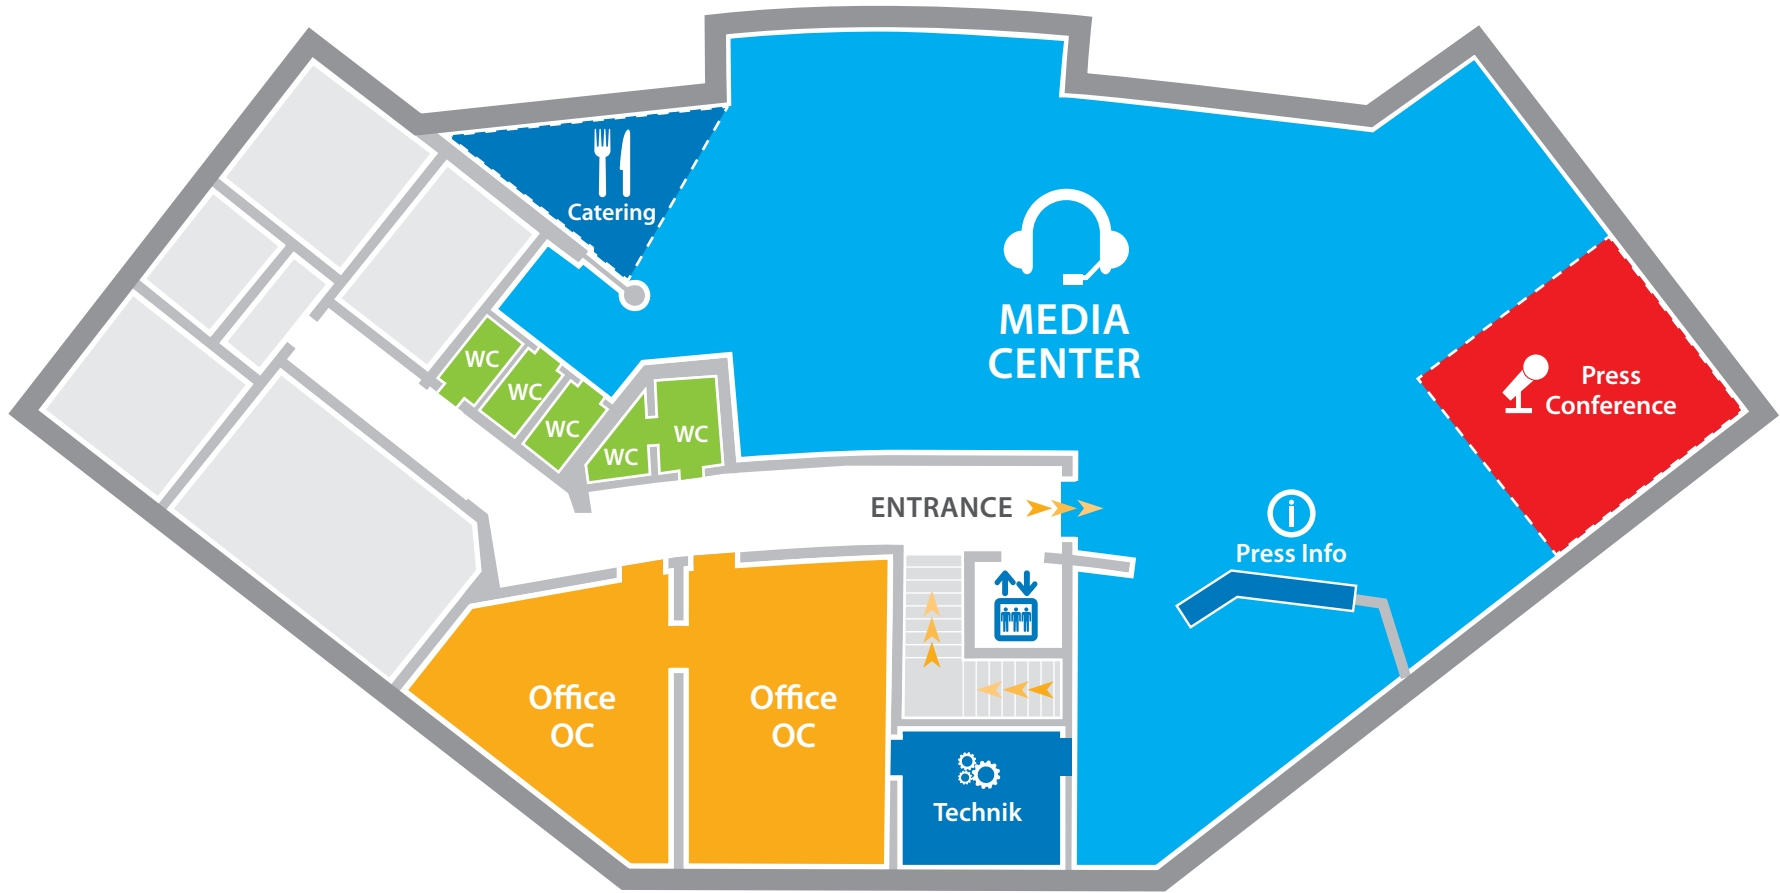 Catering
MEDIA
CENTER
WC
WC
WC
WC
WC
Press
Conference
ENTRANCE
i
Press Info
Office
OC
Office
OC
Technik